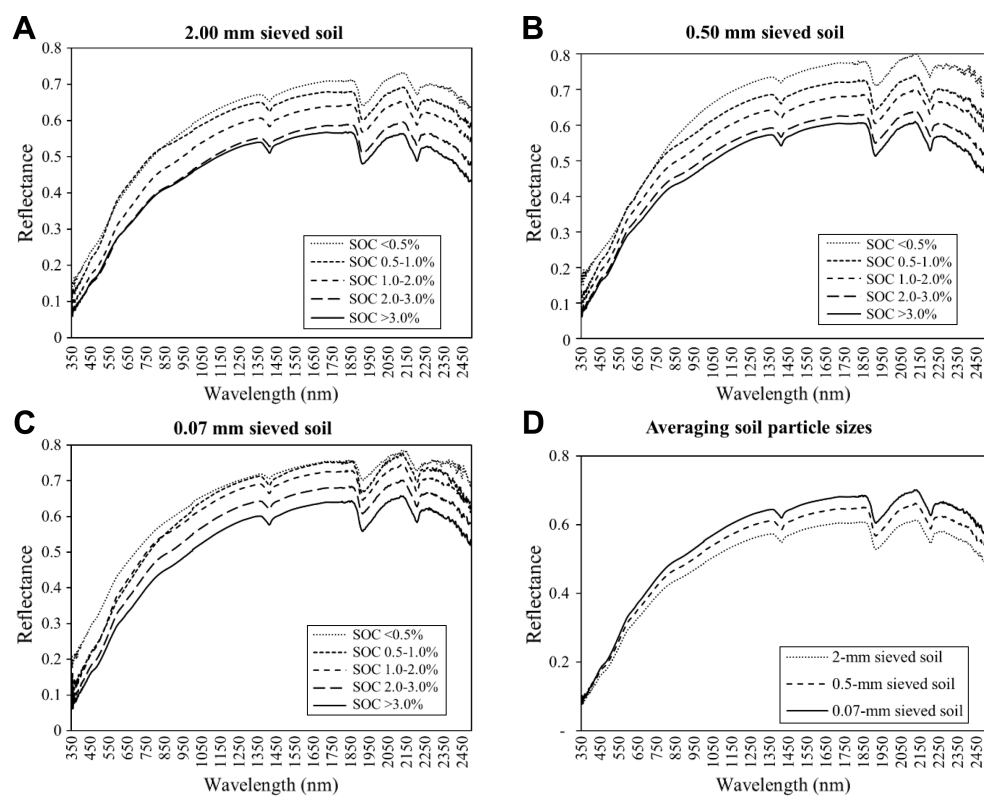 A
2.00 mm sieved soil
0.8
0.7
0.6
0.5
0.4
0.3
0.2
0.1
0
Reflectance
SOC <0.5%
SOC 0.5-1.0%
SOC 1.0-2.0%
SOC 2.0-3.0%
SOC >3.0%
350 450 550 650 750 850 950 1050 1150 1250 1350 1450 1550 1650 1750 1850 1950 2050 2150 2250 2350 2450
Wavelength (nm)
B
0.50 mm sieved soil
0.8
0.7
0.6
0.5
0.4
0.3
0.2
0.1
0
Reflectance
SOC <0.5%
SOC 0.5-1.0%
SOC 1.0-2.0%
SOC 2.0-3.0%
SOC >3.0%
350 450 550 650 750 850 950 1050 1150 1250 1350 1450 1550 1650 1750 1850 1950 2050 2150 2250 2350 2450
Wavelength (nm)
C
0.07 mm sieved soil
0.8
0.7
0.6
0.5
0.4
0.3
0.2
0.1
0
Reflectance
SOC <0.5%
SOC 0.5-1.0%
SOC 1.0-2.0%
SOC 2.0-3.0%
SOC >3.0%
350 450 550 650 750 850 950 1050 1150 1250 1350 1450 1550 1650 1750 1850 1950 2050 2150 2250 2350 2450
Wavelength (nm)
D
Averaging soil particle sizes
0.8
0.6
0.4
0.2
-
Reflectance
2-mm sieved soil
0.5-mm sieved soil
0.07-mm sieved soil
350 450 550 650 750 850 950 1050 1150 1250 1350 1450 1550 1650 1750 1850 1950 2050 2150 2250 2350 2450
Wavelength (nm)